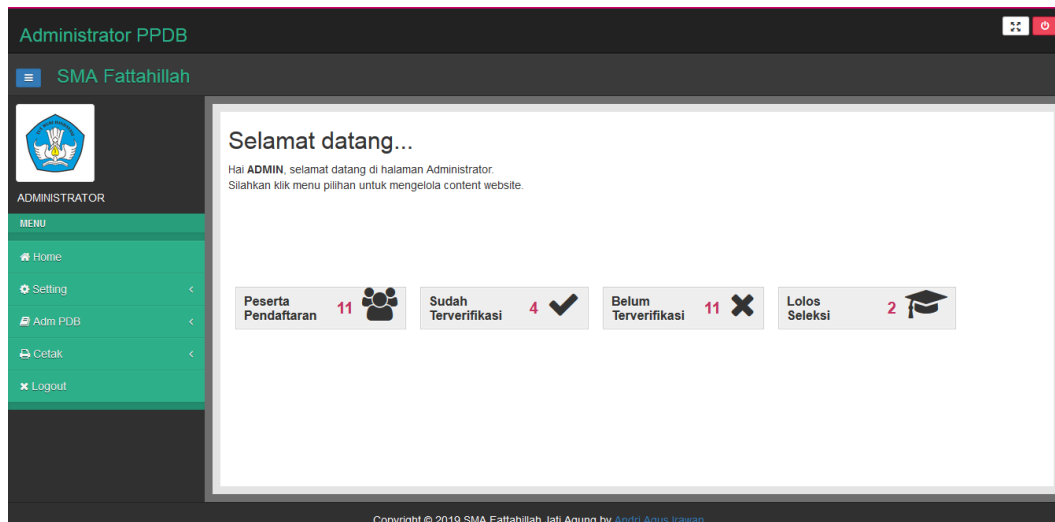 Administrator PPDB
SMA Fattahillah
ADMINISTRATOR
MENU
Home
Setting
Adm PDB
Cetak
Logout
Selamat datang...
Hai ADMIN, selamat datang di halaman Administrator.
Silahkan klik menu pilihan untuk mengelola content website.
Peserta
Pendaftaran 11
Sudah
Terverifikasi 4
Belum
Terverifikasi 11
Lolos
Seleksi 2
Copyright © 2019 SMA Fattahillah Jati Agung by Andri Agus Irawan